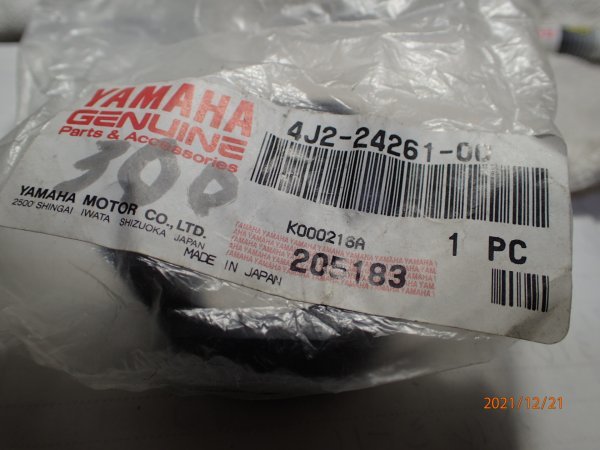 YAMAHA
GENUINE
Parts & Accessories
300
YAMAHA MOTOR CO., LTD.
2500 SHINGAI IWATA SHIZUOKA JAPAN
MADE IN JAPAN
4J2-24261-00
K000216A
1 PC
205183
2021/12/21